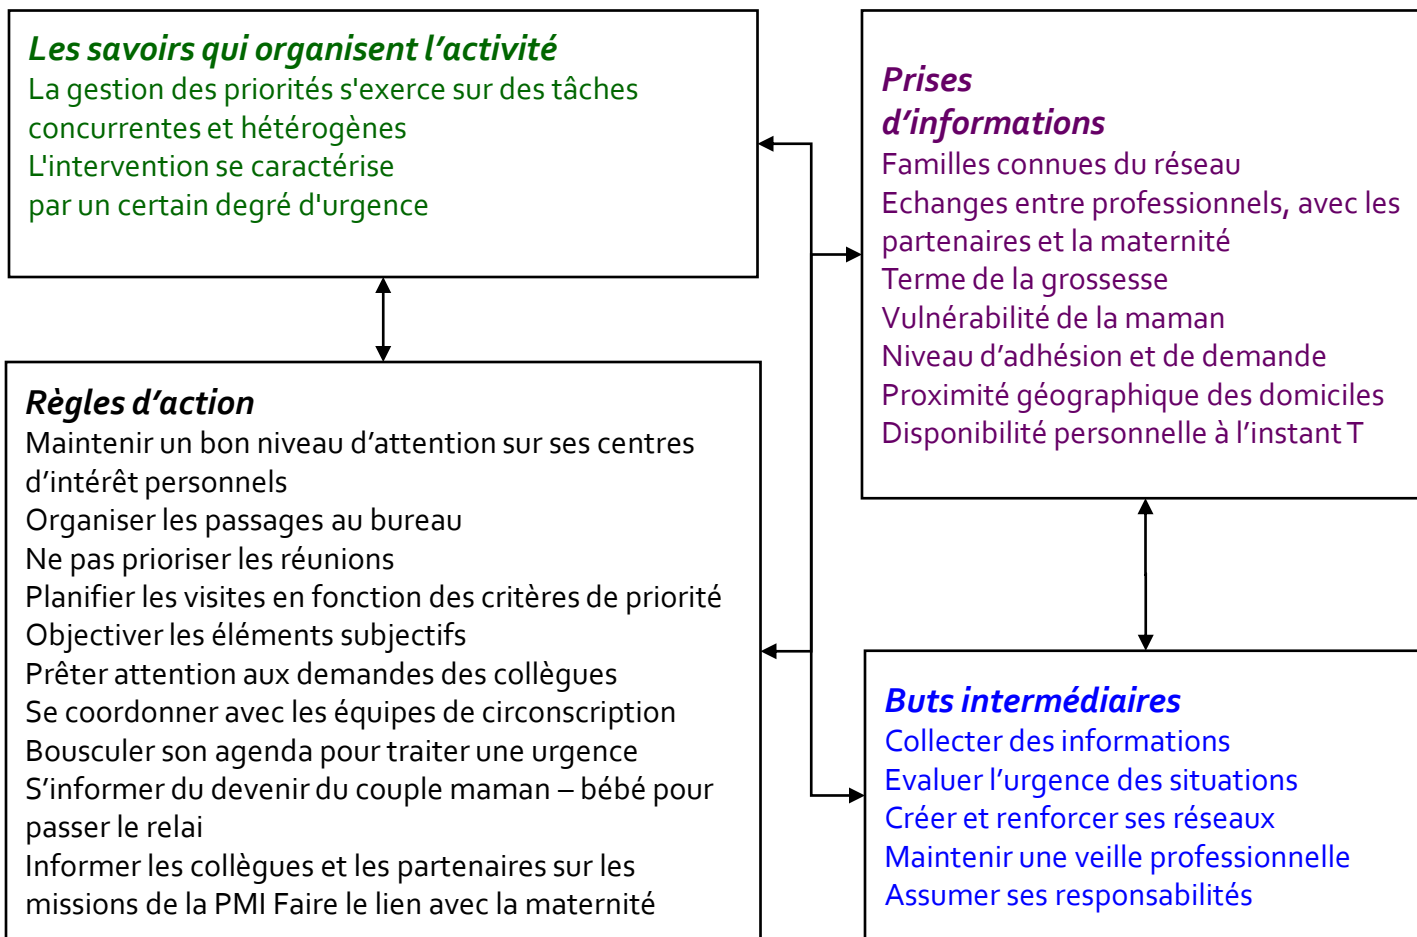 Les savoirs qui organisent l’activité
La gestion des priorités s'exerce sur des tâches
concurrentes et hétérogènes
L'intervention se caractérise
par un certain degré d'urgence
Prises
d’informations
Familles connues du réseau
Echanges entre professionnels, avec les
partenaires et la maternité
Terme de la grossesse
Vulnérabilité de la maman
Niveau d’adhésion et de demande
Proximité géographique des domiciles
Disponibilité personnelle à l’instant T
Règles d’action
Maintenir un bon niveau d’attention sur ses centres
d’intérêt personnels
Organiser les passages au bureau
Ne pas prioriser les réunions
Planifier les visites en fonction des critères de priorité
Objectiver les éléments subjectifs
Prêter attention aux demandes des collègues
Se coordonner avec les équipes de circonscription
Bousculer son agenda pour traiter une urgence
S’informer du devenir du couple maman – bébé pour
passer le relai
Informer les collègues et les partenaires sur les
missions de la PMI Faire le lien avec la maternité
Buts intermédiaires
Collecter des informations
Evaluer l’urgence des situations
Créer et renforcer ses réseaux
Maintenir une veille professionnelle
Assumer ses responsabilités